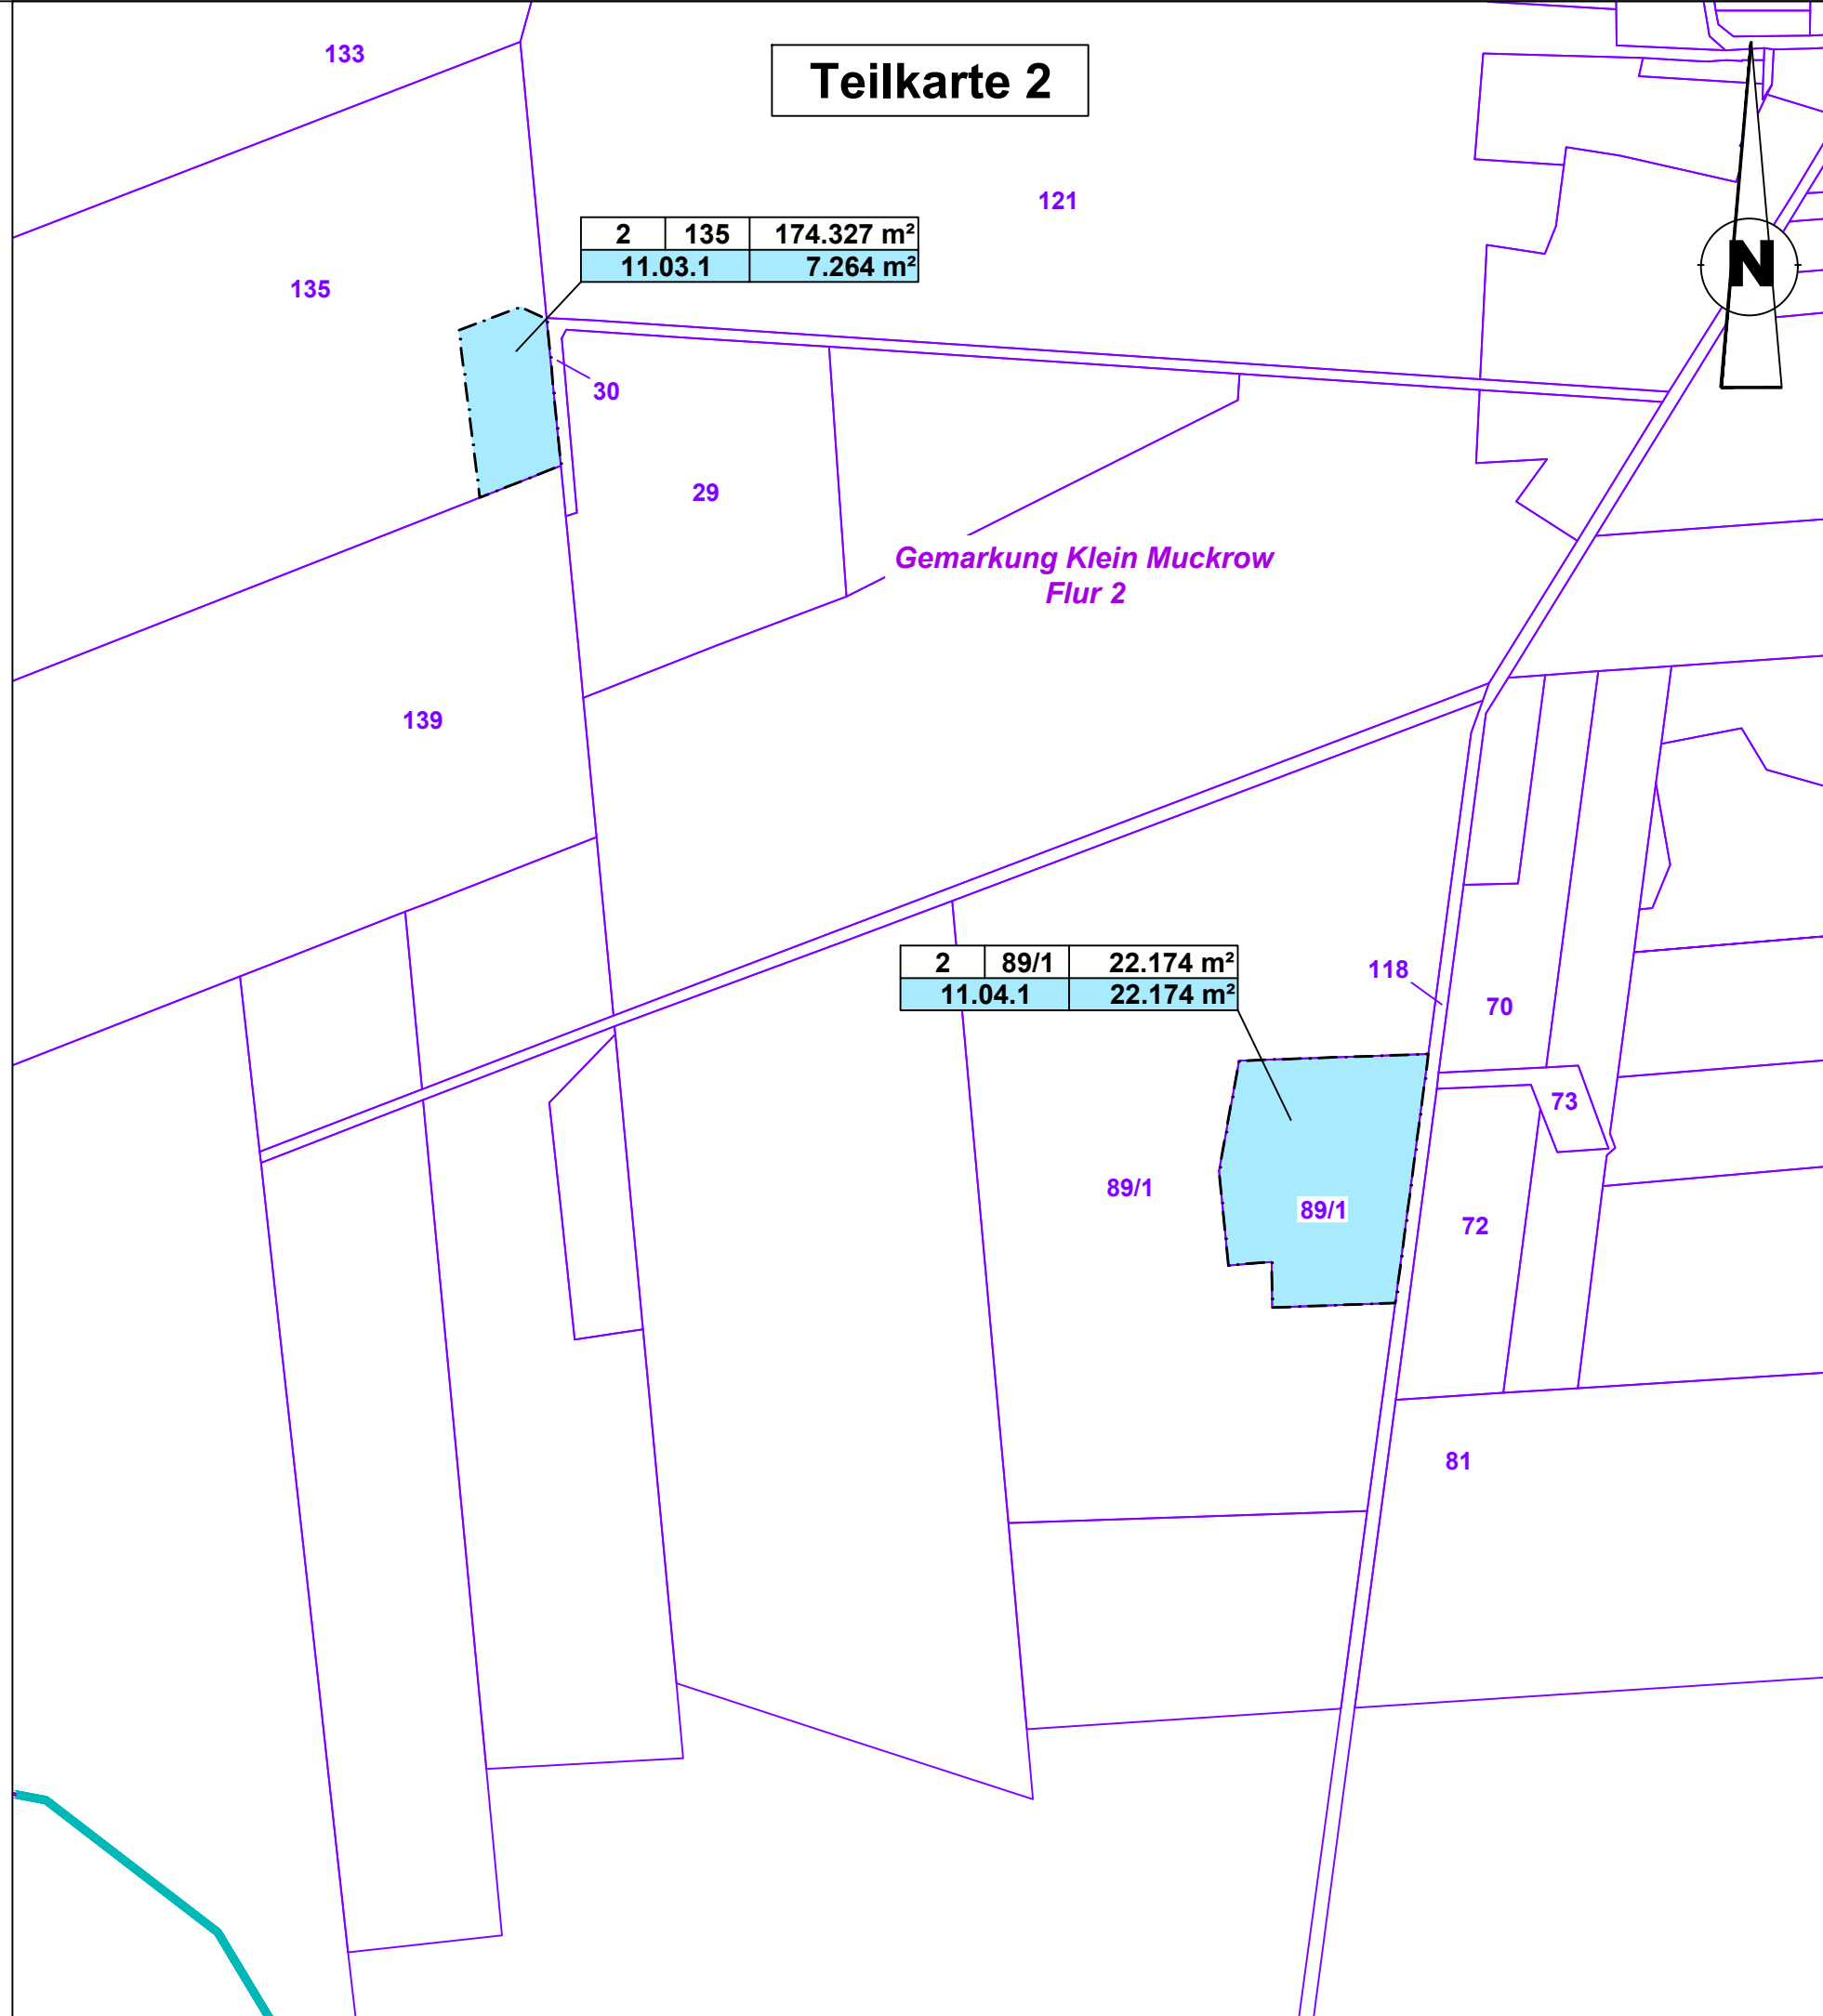 Teilkarte 2
133
121
2 135 174.327 m²
11.03.1 7.264 m²
N
135
30
29
Gemarkung Klein Muckrow
Flur 2
139
2 89/1 22.174 m²
11.04.1 22.174 m²
118
70
73
89/1
89/1
72
81